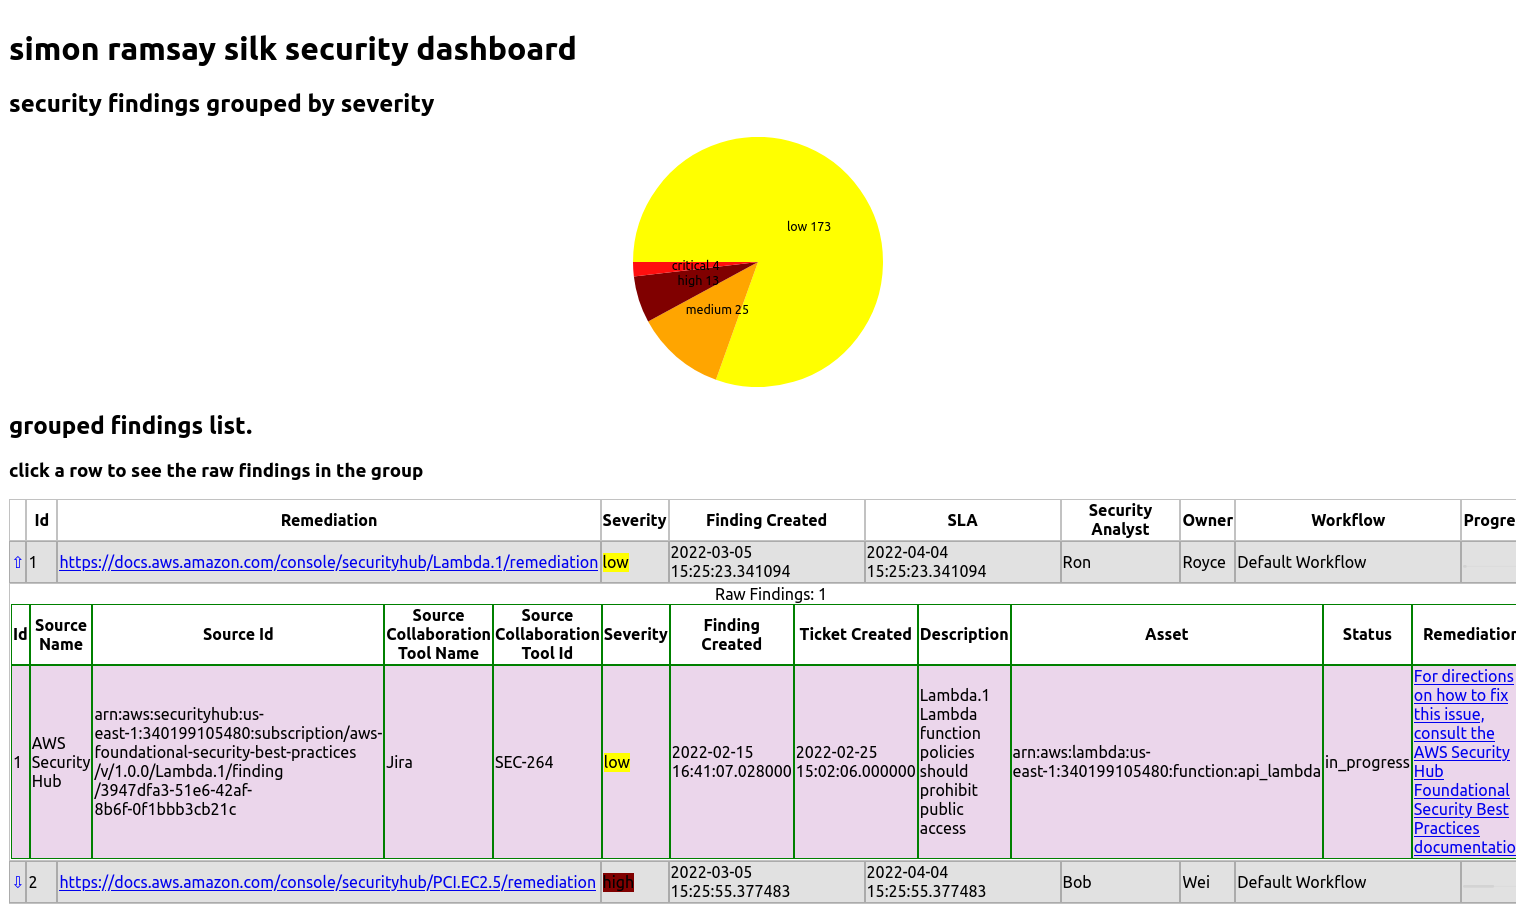 simon ramsay silk security dashboard
security findings grouped by severity
low 173
critical 4
high 13
medium 25
grouped findings list.
click a row to see the raw findings in the group
Id Remediation Severity Finding Created SLA Security Analyst Owner Workflow Progre
⇧ 1 https://docs.aws.amazon.com/console/securityhub/Lambda.1/remediation low 2022-03-05 15:25:23.341094 2022-04-04 15:25:23.341094 Ron Royce Default Workflow
Raw Findings: 1
Id Source Name Source Id Source Collaboration Tool Name Source Collaboration Tool Id Severity Finding Created Ticket Created Description Asset Status Remediation
1
AWS
Security
Hub
arn:aws:securityhub:us-
east-1:340199105480:subscription/aws-
foundational-security-best-practices
/v/1.0.0/Lambda.1/finding
/3947dfa3-51e6-42af-
8b6f-0f1bbb3cb21c
Jira
SEC-264
low
2022-02-15
16:41:07.028000
2022-02-25
15:02:06.000000
Lambda.1
Lambda
function
policies
should
prohibit
public
access
arn:aws:lambda:us-
east-1:340199105480:function:api_lambda
in_progress
For directions
on how to fix
this issue,
consult the
AWS Security
Hub
Foundational
Security Best
Practices
documentatio
⇩ 2 https://docs.aws.amazon.com/console/securityhub/PCI.EC2.5/remediation high 2022-03-05 15:25:55.377483 2022-04-04 15:25:55.377483 Bob Wei Default Workflow